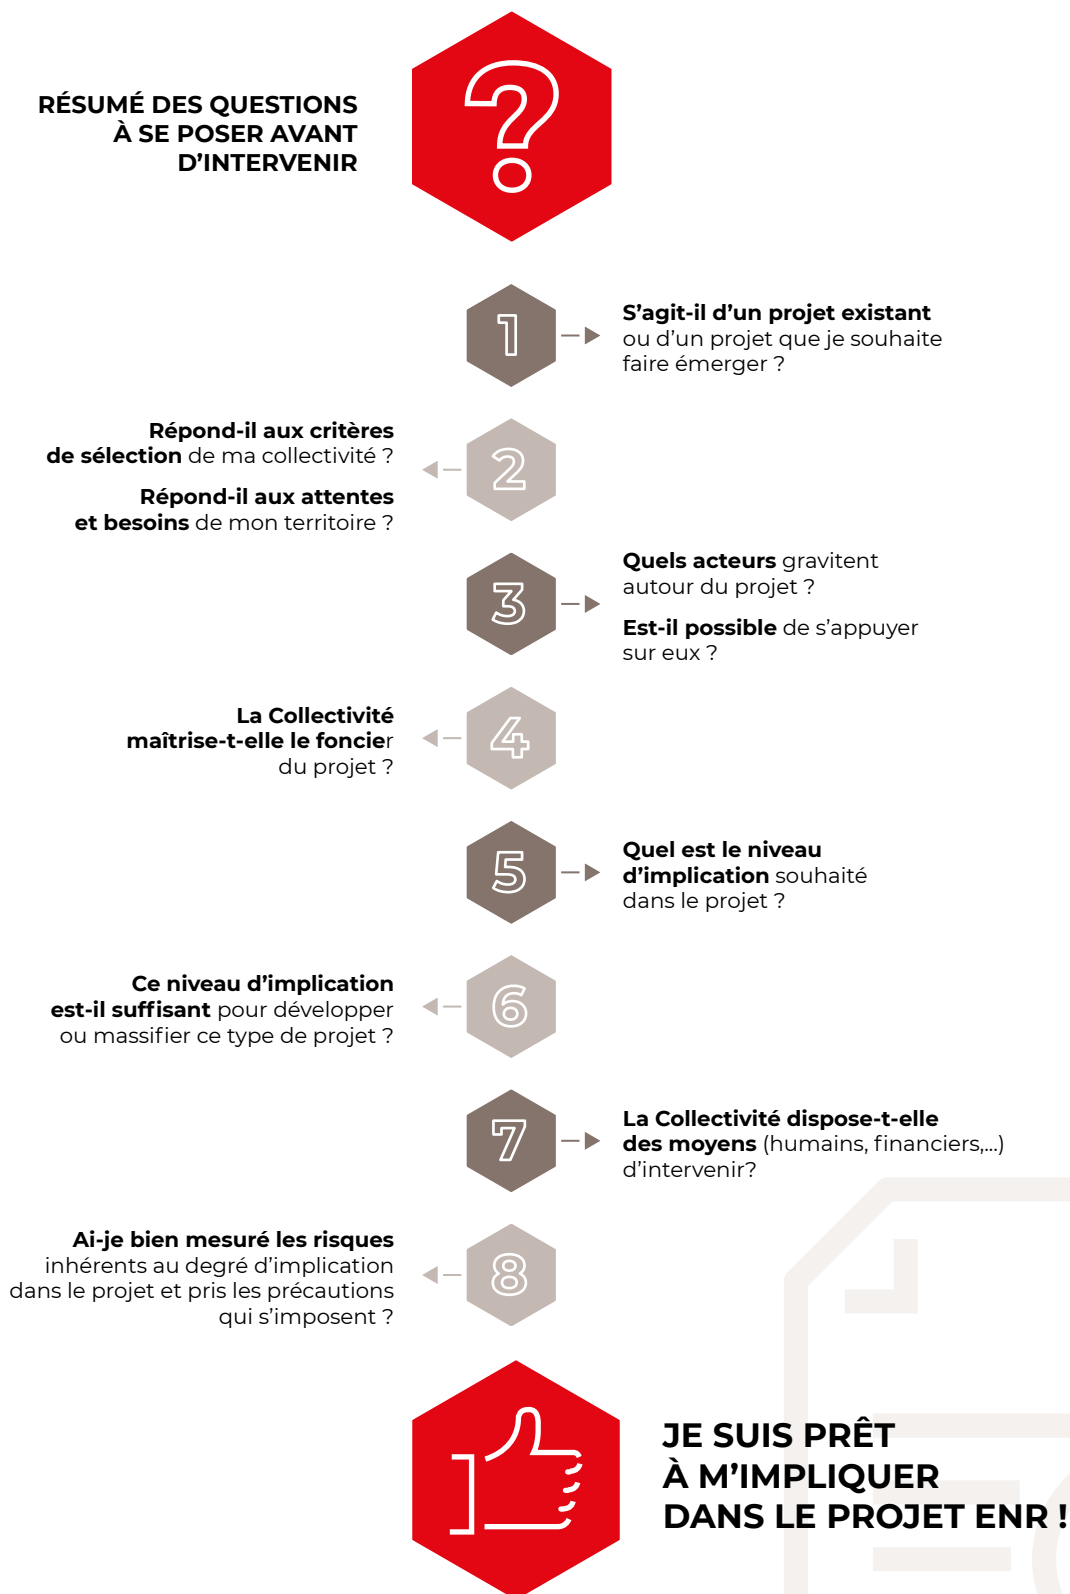 RÉSUMÉ DES QUESTIONS
À SE POSER AVANT
D’INTERVENIR
?
1
S’agit-il d’un projet existant
ou d’un projet que je souhaite
faire émerger ?
2
Répond-il aux critères
de sélection de ma collectivité ?
Répond-il aux attentes
et besoins de mon territoire ?
3
Quels acteurs gravitent
autour du projet ?
Est-il possible de s’appuyer
sur eux ?
4
La Collectivité
maîtrise-t-elle le foncier
du projet ?
5
Quel est le niveau
d’implication souhaité
dans le projet ?
6
Ce niveau d’implication
est-il suffisant pour développer
ou massifier ce type de projet ?
7
La Collectivité dispose-t-elle
des moyens (humains, financiers,...)
d’intervenir?
8
Ai-je bien mesuré les risques
inhérents au degré d’implication
dans le projet et pris les précautions
qui s’imposent ?
JE SUIS PRÊT
À M’IMPLIQUER
DANS LE PROJET ENR !